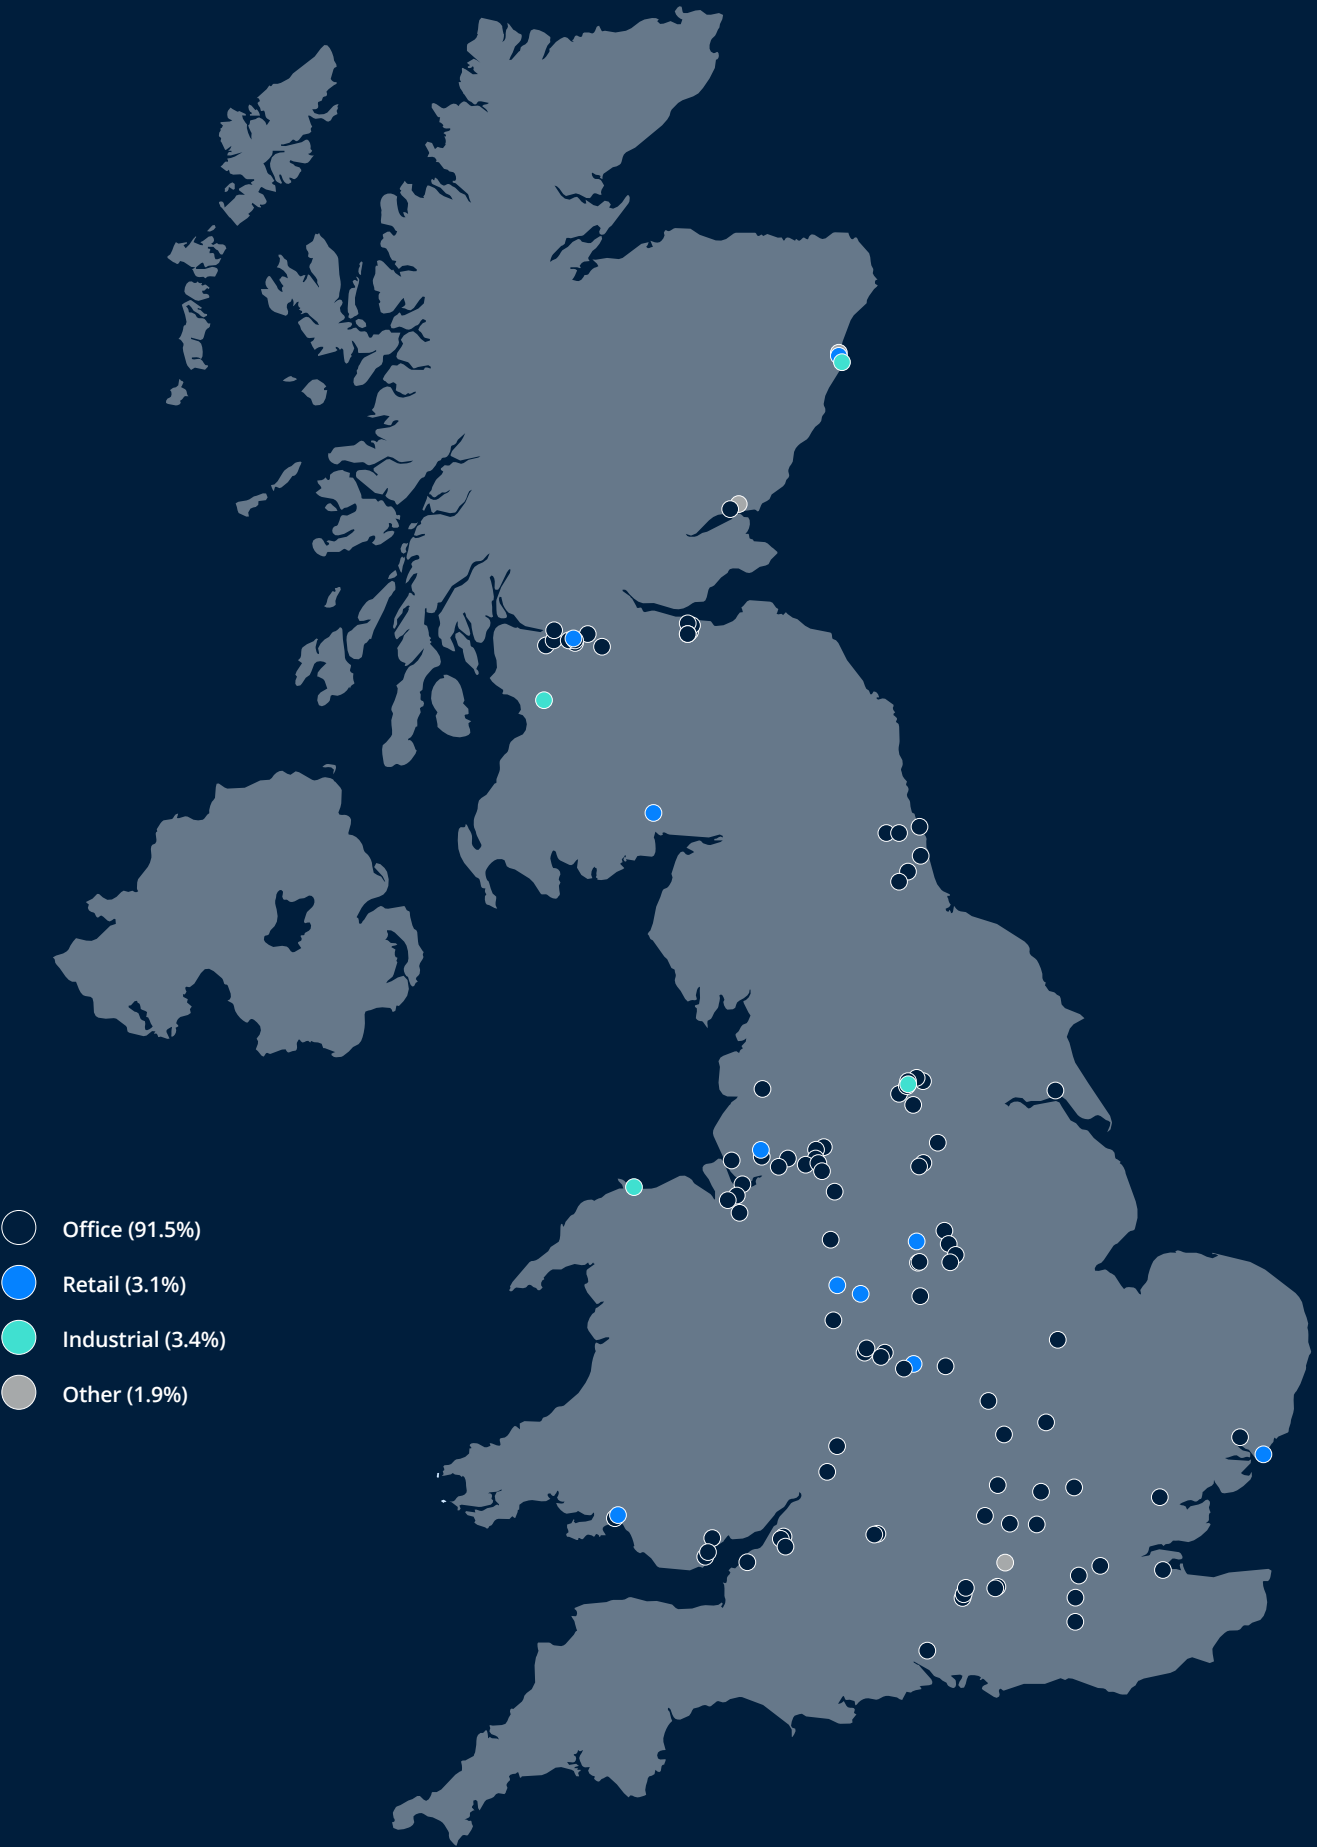 Office (91.5%)
Retail (3.1%)
Industrial (3.4%)
Other (1.9%)